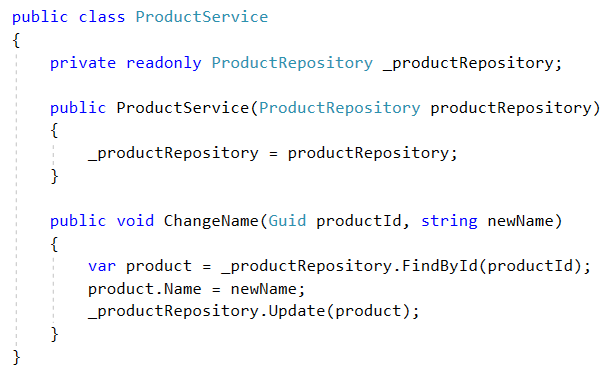 public class ProductService
{
    private readonly ProductRepository _productRepository;

    public ProductService(ProductRepository productRepository)
    {
        _productRepository = productRepository;
    }

    public void ChangeName(Guid productId, string newName)
    {
        var product = _productRepository.FindById(productId);
        product.Name = newName;
        _productRepository.Update(product);
    }
}